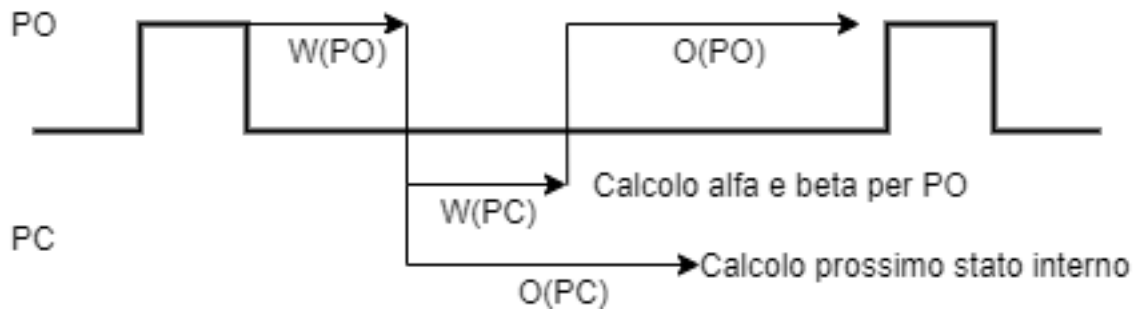 PO
W(PO)
O(PO)
Calcolo alfa e beta per PO
W(PC)
PC
Calcolo prossimo stato interno
O(PC)